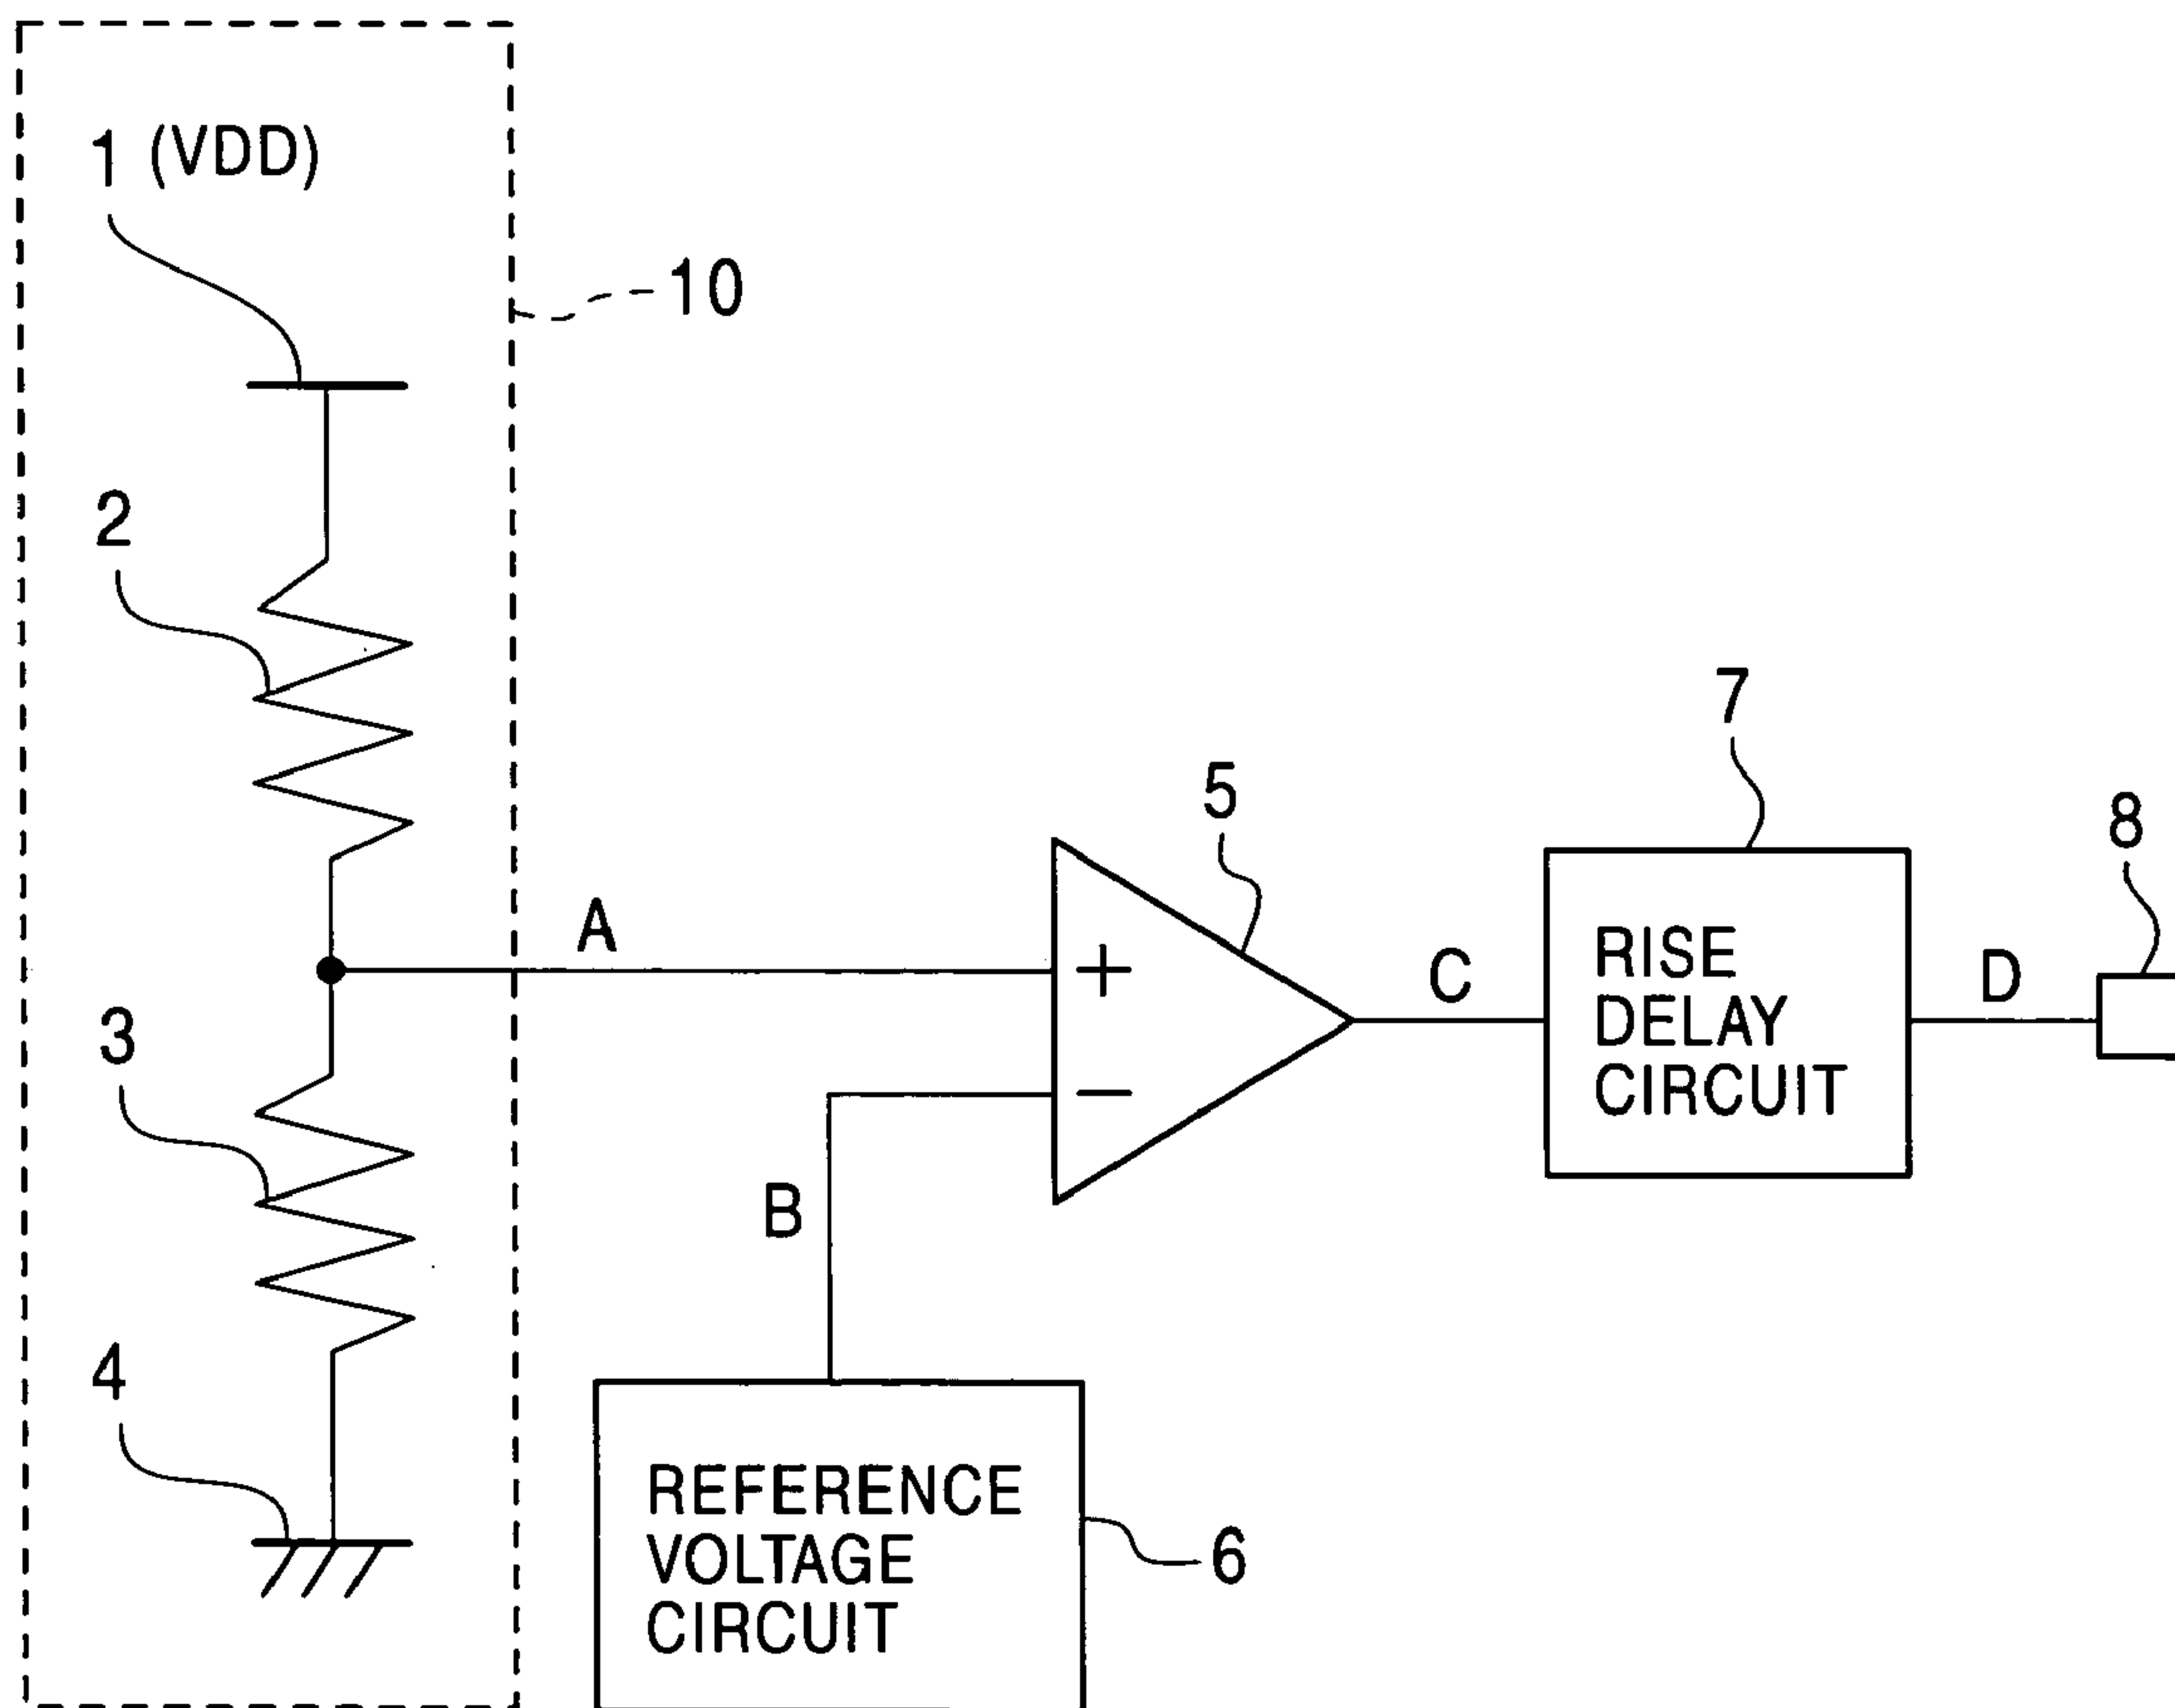 1 (VDD)
10
2
7
5
8
A
+
C
RISE
DELAY
CIRCUIT
D
3
−
B
4
REFERENCE
VOLTAGE
CIRCUIT
6